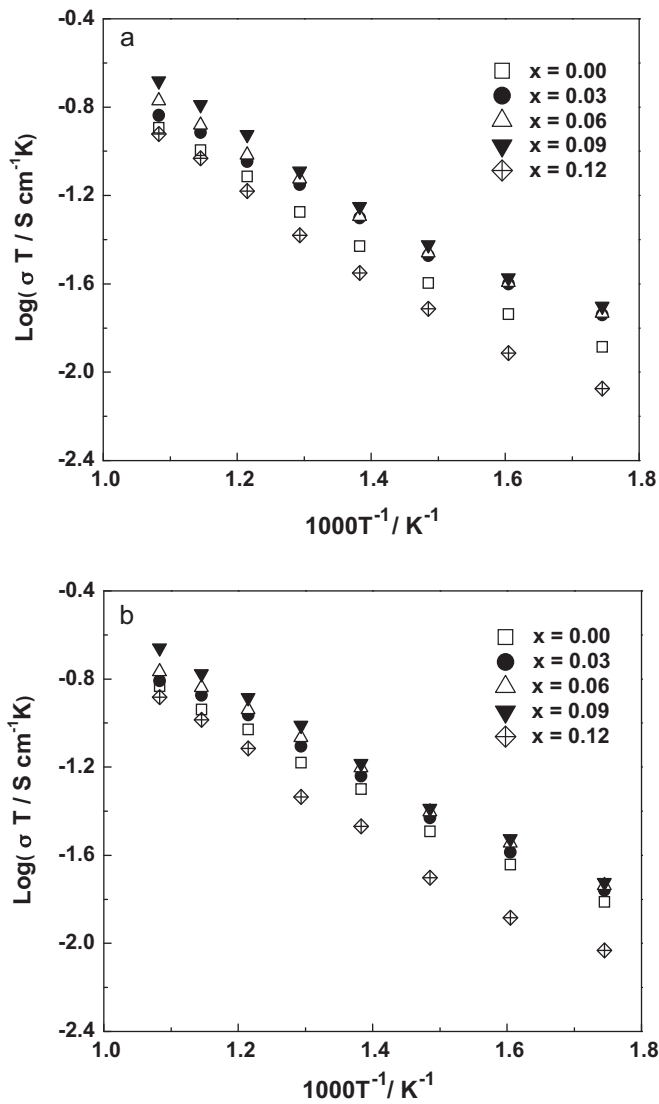 a
-0.4
-0.8
-1.2
-1.6
-2.0
-2.4
Log( σ T / S cm⁻¹K)
x = 0.00
x = 0.03
x = 0.06
x = 0.09
x = 0.12
1.0 1.2 1.4 1.6 1.8
1000T⁻¹/ K⁻¹
b
-0.4
-0.8
-1.2
-1.6
-2.0
-2.4
Log( σ T / S cm⁻¹K)
x = 0.00
x = 0.03
x = 0.06
x = 0.09
x = 0.12
1.0 1.2 1.4 1.6 1.8
1000T⁻¹/ K⁻¹